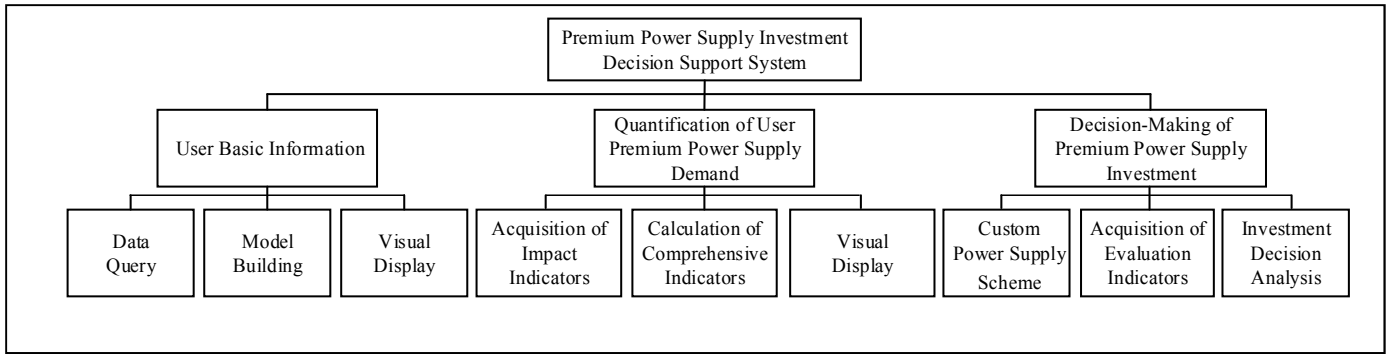 Premium Power Supply Investment
Decision Support System
User Basic Information
Quantification of User
Premium Power Supply
Demand
Decision-Making of
Premium Power Supply
Investment
Data
Query
Model
Building
Visual
Display
Acquisition of
Impact
Indicators
Calculation of
Comprehensive
Indicators
Visual
Display
Custom
Power Supply
Scheme
Acquisition of
Evaluation
Indicators
Investment
Decision
Analysis